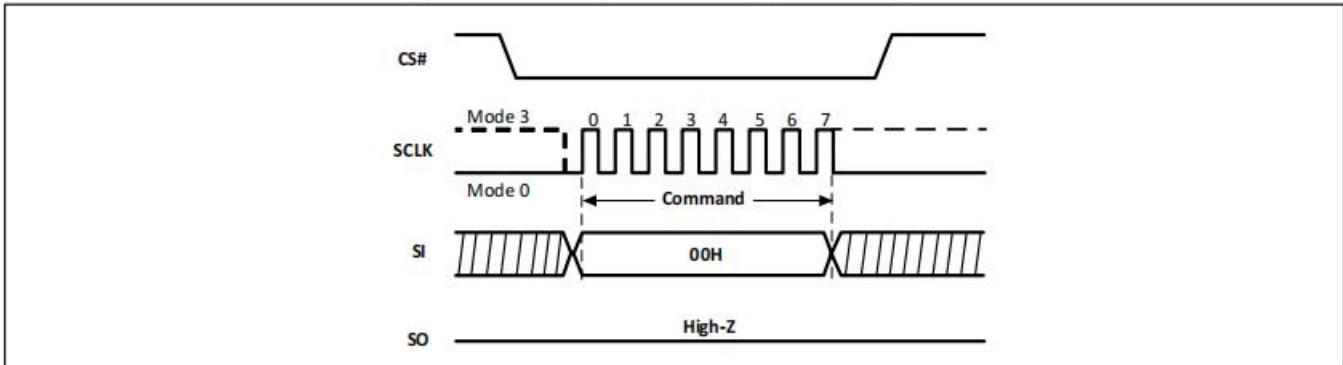 CS#
Mode 3
0 1 2 3 4 5 6 7
SCLK
Mode 0
Command
SI
00H
High-Z
SO